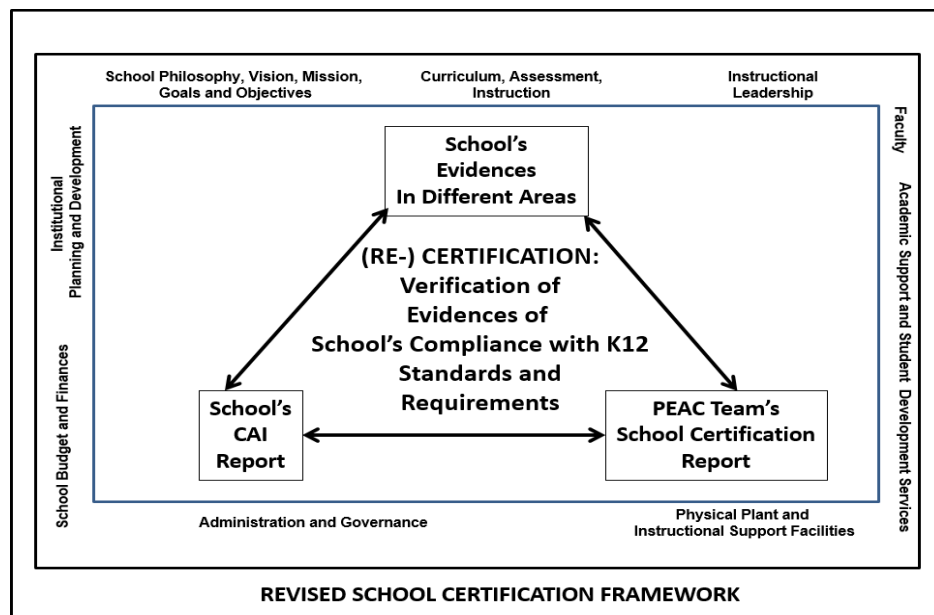 School Philosophy, Vision, Mission,
Goals and Objectives
Curriculum, Assessment,
Instruction
Instructional
Leadership
Faculty
Academic Support and Student Development Services
Institutional
Planning and Development
School Budget and Finances
School's
Evidences
In Different Areas
(RE-) CERTIFICATION:
Verification of
Evidences of
School's Compliance with K12
Standards and
Requirements
School's
CAI
Report
PEAC Team's
School Certification
Report
Administration and Governance
Physical Plant and
Instructional Support Facilities
REVISED SCHOOL CERTIFICATION FRAMEWORK